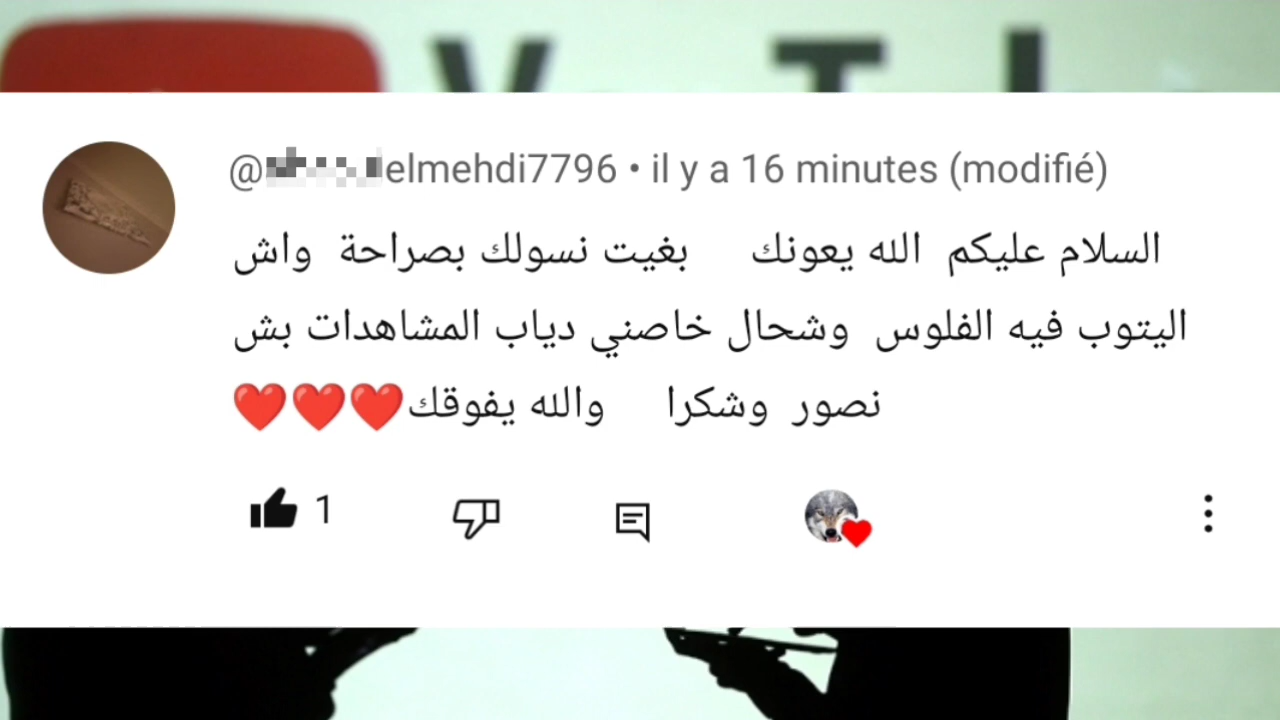 @elmehdi7796 • il y a 16 minutes (modifié)
السلام عليكم الله يعونك بغيت نسولك بصراحة واش
اليتوب فيه الفلوس وشحال خاصني دياب المشاهدات بش
نصور وشكرا والله يفوقك❤️❤️❤️
1